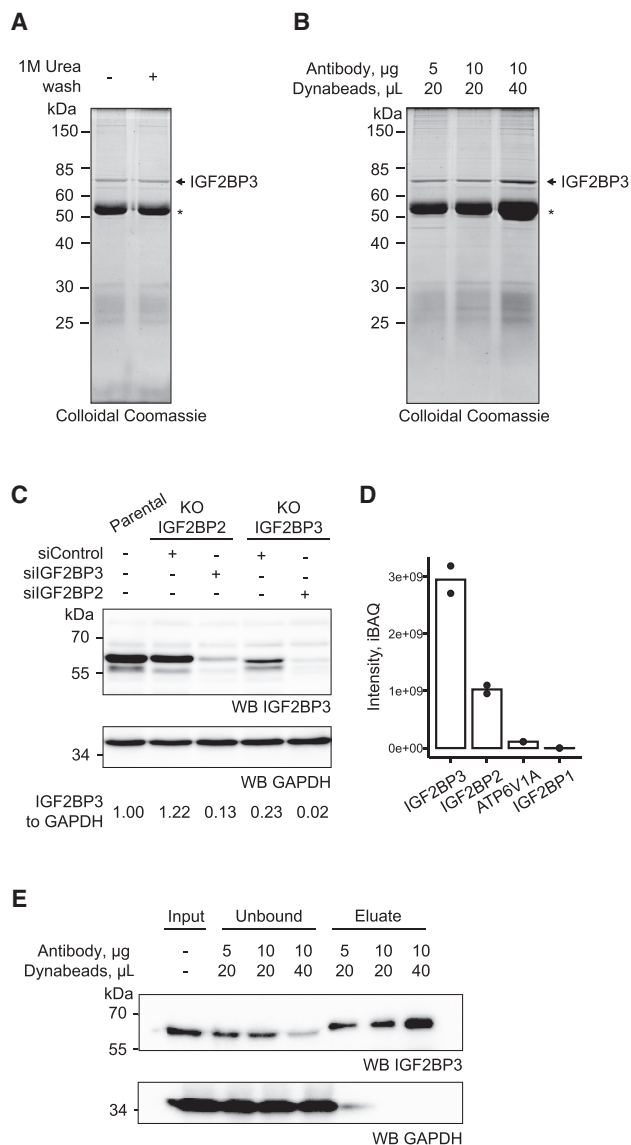 A
1M Urea - +
wash
kDa
150
85
60
50
40
30
25
IGF2BP3
*
Colloidal Coomassie
B
Antibody, µg 5 10 10
Dynabeads, µL 20 20 40
kDa
150
85
60
50
40
30
25
IGF2BP3
*
Colloidal Coomassie
C
Parental
KO
IGF2BP2
KO
IGF2BP3
siControl - + - + -
siIGF2BP3 - - + - -
siIGF2BP2 - - - - +
kDa
70
55
WB IGF2BP3
34
WB GAPDH
IGF2BP3
to GAPDH 1.00 1.22 0.13 0.23 0.02
D
Intensity, iBAQ
3e+09
2e+09
1e+09
0e+00
IGF2BP3
IGF2BP2
ATP6V1A
IGF2BP1
E
Input Unbound Eluate
Antibody, µg - 5 10 10 5 10 10
Dynabeads, µL - 20 20 40 20 20 40
kDa
70
55
WB IGF2BP3
34
WB GAPDH